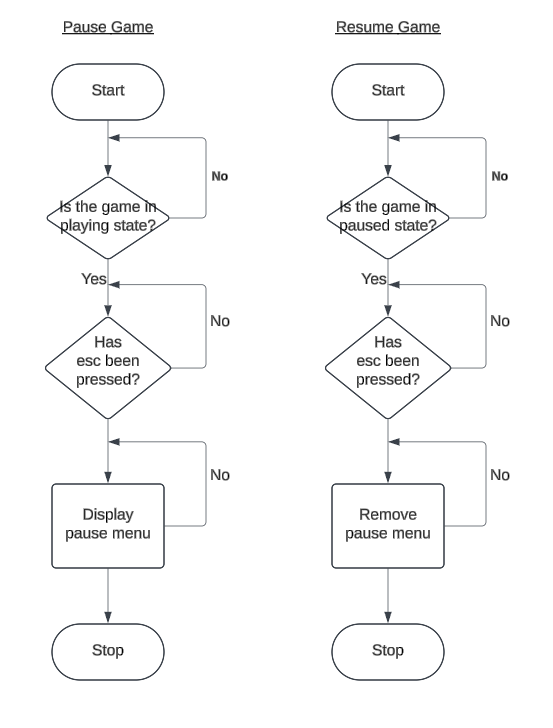 Pause Game
Start
No
Is the game in
playing state?
Yes
No
Has
esc been
pressed?
No
Display
pause menu
Stop
Resume Game
Start
No
Is the game in
paused state?
Yes
No
Has
esc been
pressed?
No
Remove
pause menu
Stop